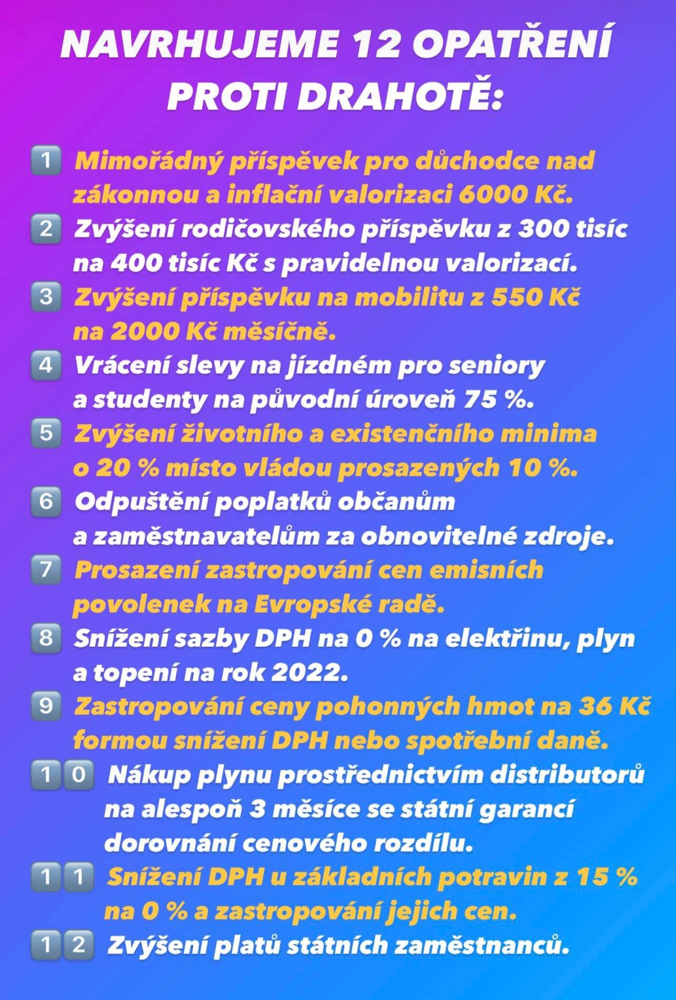 NAVRHUJEME 12 OPATŘENÍ
PROTI DRAHOTĚ:
1 Mimořádný příspěvek pro důchodce nad
zákonnou a inflační valorizaci 6000 Kč.
2 Zvýšení rodičovského příspěvku z 300 tisíc
na 400 tisíc Kč s pravidelnou valorizací.
3 Zvýšení příspěvku na mobilitu z 550 Kč
na 2000 Kč měsíčně.
4 Vrácení slevy na jízdném pro seniory
a studenty na původní úroveň 75 %.
5 Zvýšení životního a existenčního minima
o 20 % místo vládou prosazených 10 %.
6 Odpuštění poplatků občanům
a zaměstnavatelům za obnovitelné zdroje.
7 Prosazení zastropování cen emisních
povolenek na Evropské radě.
8 Snížení sazby DPH na 0 % na elektřinu, plyn
a topení na rok 2022.
9 Zastropování ceny pohonných hmot na 36 Kč
formou snížení DPH nebo spotřební daně.
10 Nákup plynu prostřednictvím distributorů
na alespoň 3 měsíce se státní garancí
dorovnání cenového rozdílu.
11 Snížení DPH u základních potravin z 15 %
na 0 % a zastropování jejich cen.
12 Zvýšení platů státních zaměstnanců.